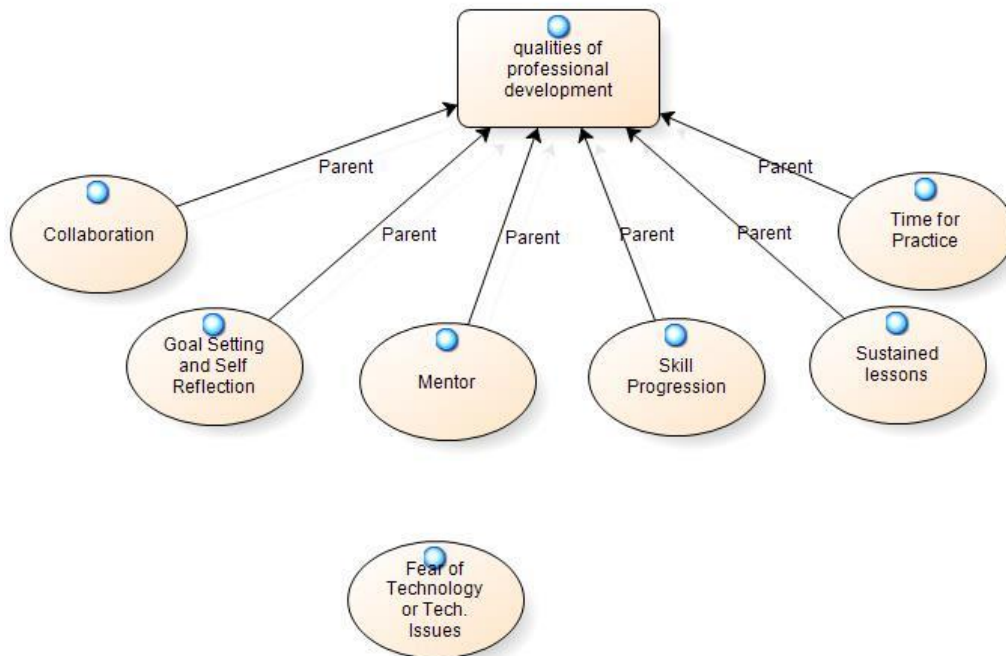 qualities of
professional
development
Parent
Parent
Parent
Parent
Parent
Parent
Collaboration
Time for
Practice
Goal Setting
and Self
Reflection
Mentor
Skill
Progression
Sustained
lessons
Fear of
Technology
or Tech.
Issues